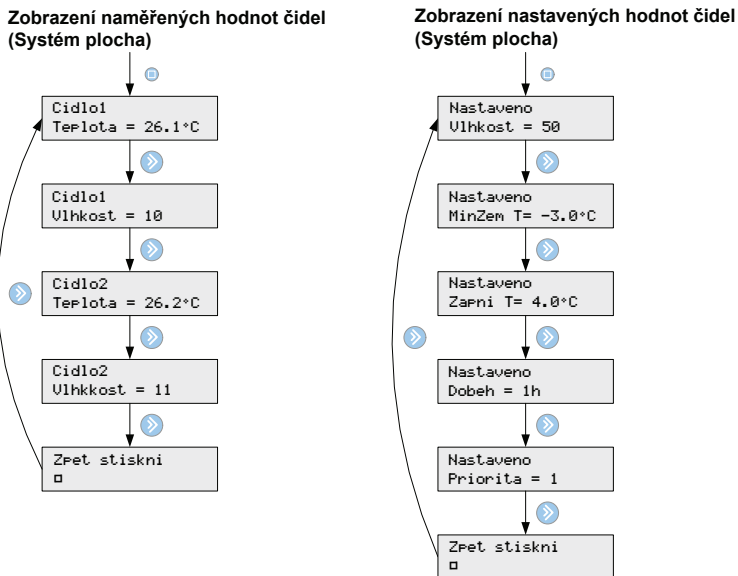 Zobrazení naměřených hodnot čidel
(Systém plocha)
Cidlo1
Teplota = 26.1°C
Cidlo1
Vlhkost = 10
Cidlo2
Teplota = 26.2°C
Cidlo2
Vlhkkost = 11
Zpet stiskni
Zobrazení nastavených hodnot čidel
(Systém plocha)
Nastaveno
Vlhkost = 50
Nastaveno
MinZem T= -3.0°C
Nastaveno
Zapni T= 4.0°C
Nastaveno
Dobeh = 1h
Nastaveno
Priorita = 1
Zpet stiskni